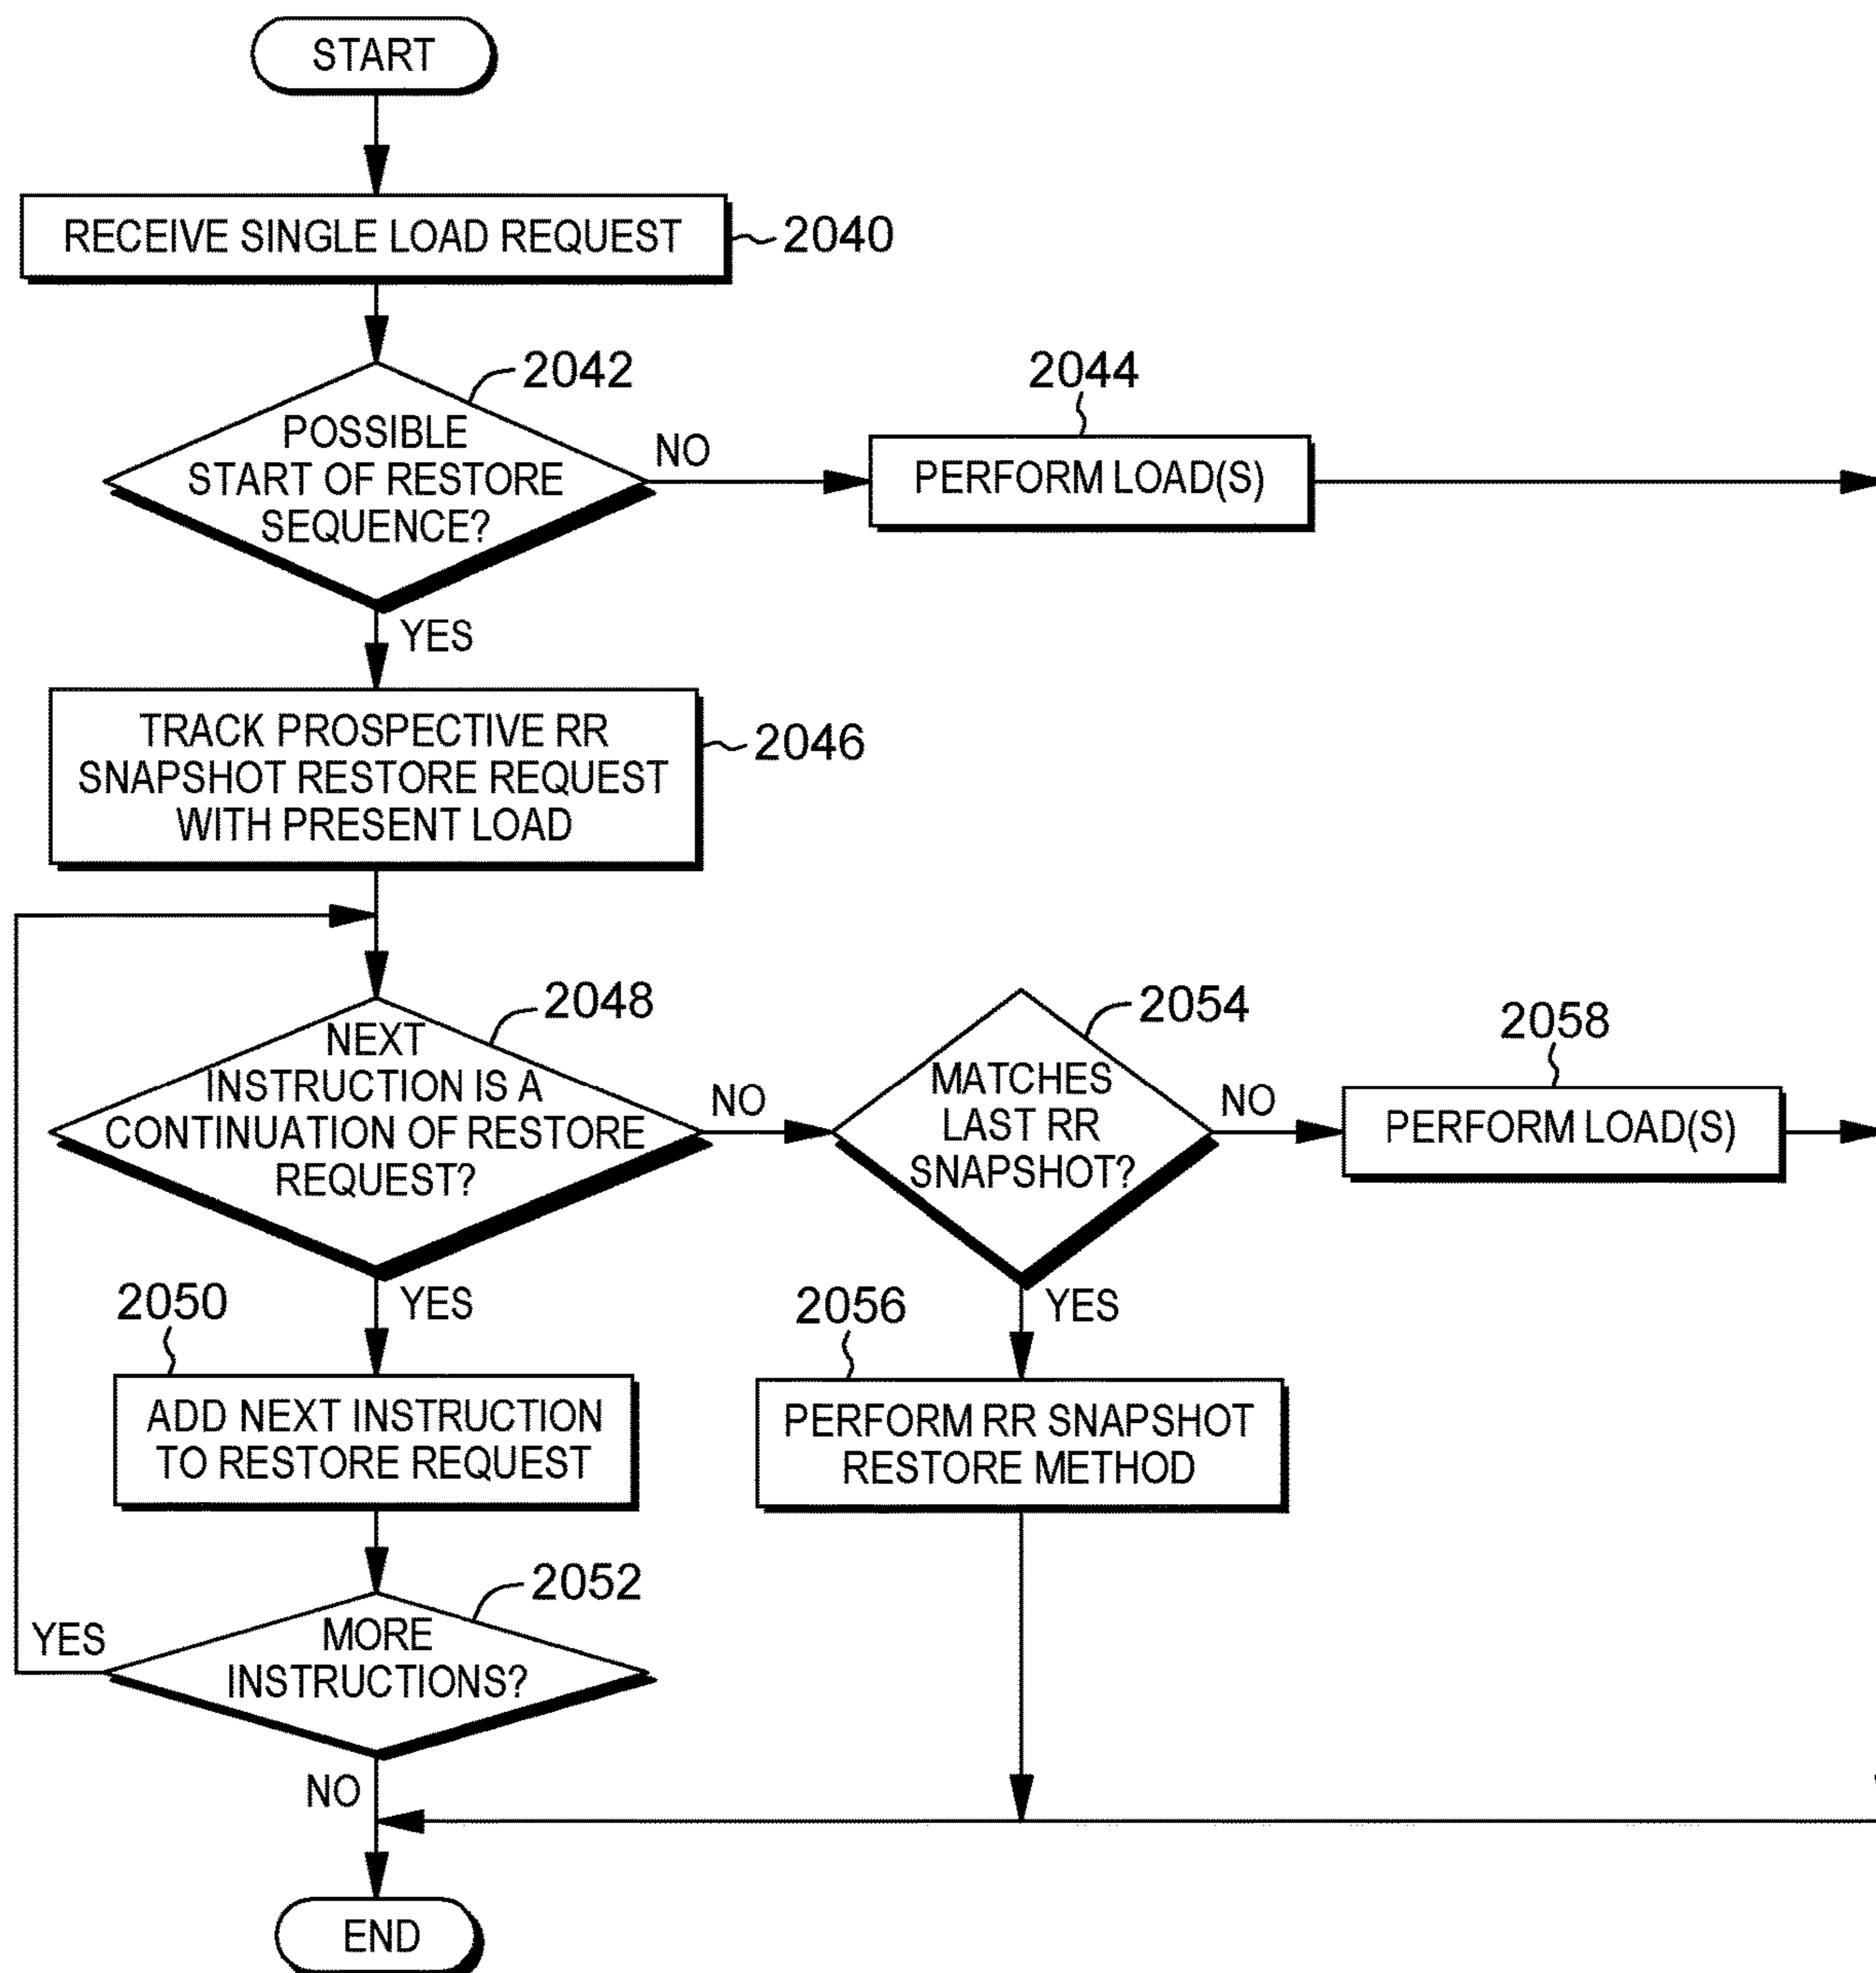 START
RECEIVE SINGLE LOAD REQUEST
2040
2042
POSSIBLE
START OF RESTORE
SEQUENCE?
NO
2044
PERFORM LOAD(S)
YES
TRACK PROSPECTIVE RR
SNAPSHOT RESTORE REQUEST
WITH PRESENT LOAD
2046
2048
NEXT
INSTRUCTION IS A
CONTINUATION OF RESTORE
REQUEST?
NO
2054
MATCHES
LAST RR
SNAPSHOT?
NO
2058
PERFORM LOAD(S)
YES
2050
ADD NEXT INSTRUCTION
TO RESTORE REQUEST
YES
2056
PERFORM RR SNAPSHOT
RESTORE METHOD
2052
MORE
INSTRUCTIONS?
YES
NO
END